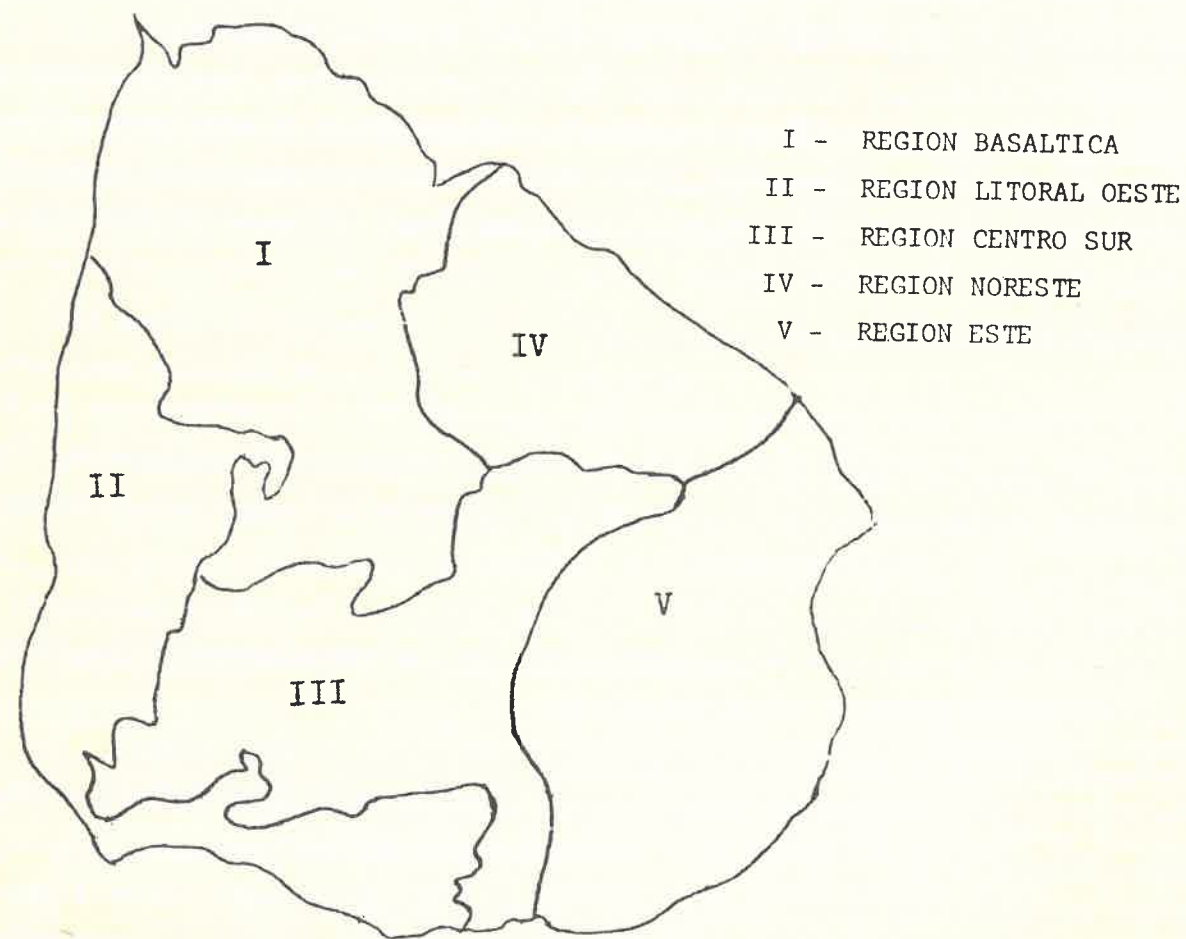 I - REGION BASALTICA
II - REGION LITORAL OESTE
III - REGION CENTRO SUR
IV - REGION NORESTE
V - REGION ESTE
I
IV
II
V
III